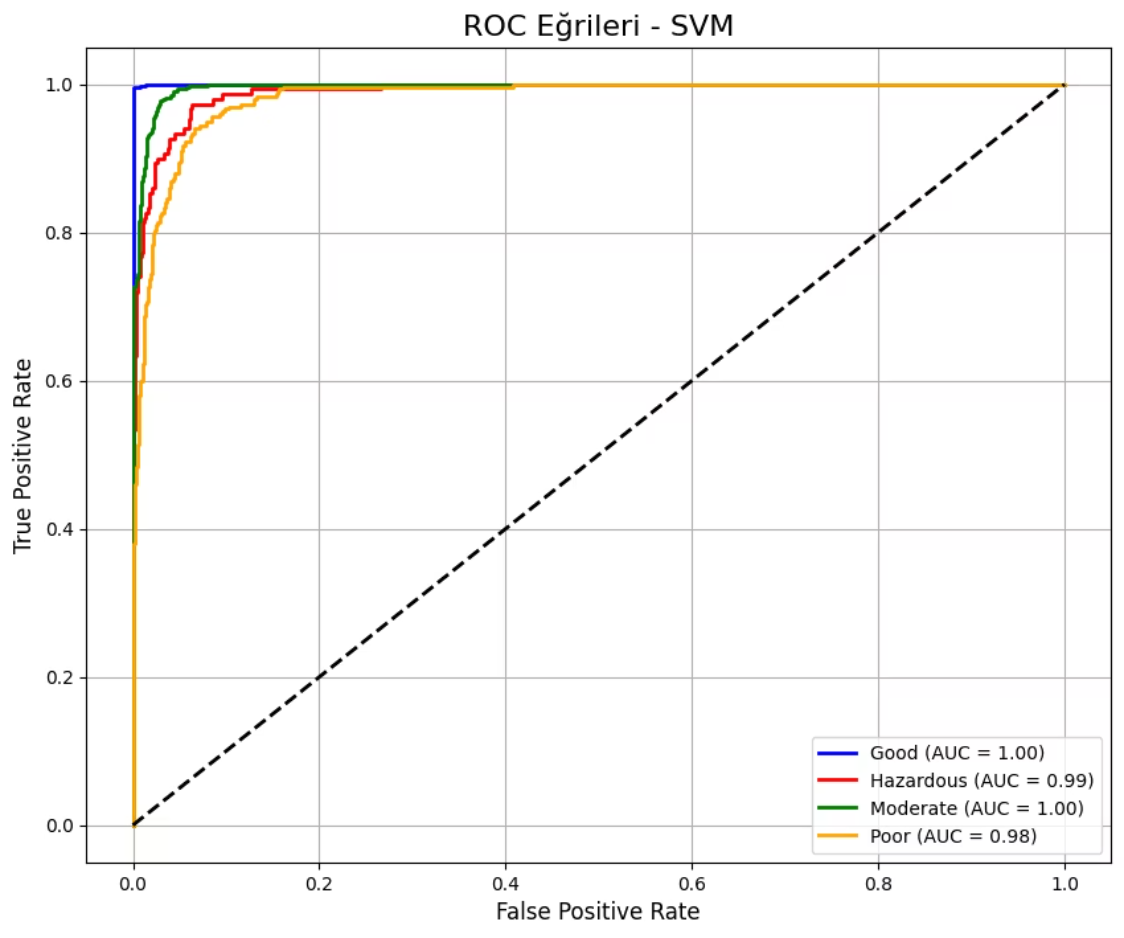 ROC Eğrileri - SVM
True Positive Rate
1.0
0.8
0.6
0.4
0.2
0.0
Good (AUC = 1.00)
Hazardous (AUC = 0.99)
Moderate (AUC = 1.00)
Poor (AUC = 0.98)
0.0 0.2 0.4 0.6 0.8 1.0
False Positive Rate